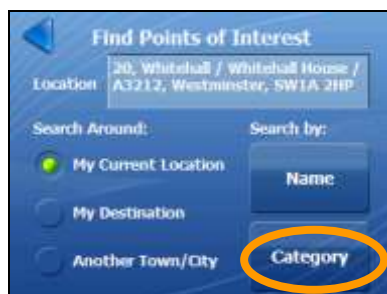 Find Points of Interest
Location
20, Whitehall / Whitehall House /
A3212, Westminster, SW1A 2HP
Search Around:
Search by:
My Current Location
Name
My Destination
Another Town/City
Category